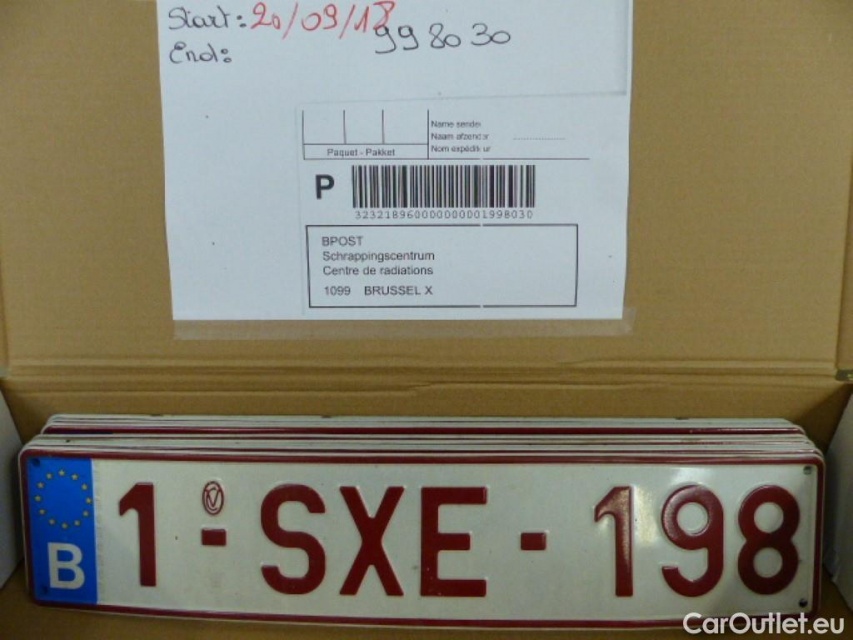 Start: 20/09/18
998030
End:
Name sender
Naam afzender
Nom expéditeur
Paquet - Pakket
P
323218960000000001998030
BPOST
Schrappingscentrum
Centre de radiations
1099 BRUSSEL X
B 1-SXE-198
CarOutlet.eu